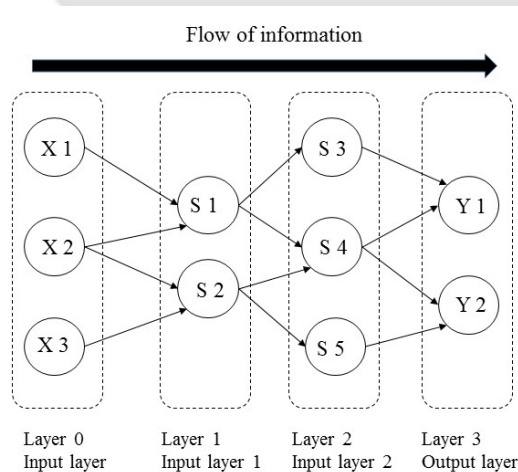 Flow of information
X 1
X 2
X 3
S 1
S 2
S 3
S 4
S 5
Y 1
Y 2
Layer 0
Input layer
Layer 1
Input layer 1
Layer 2
Input layer 2
Layer 3
Output layer